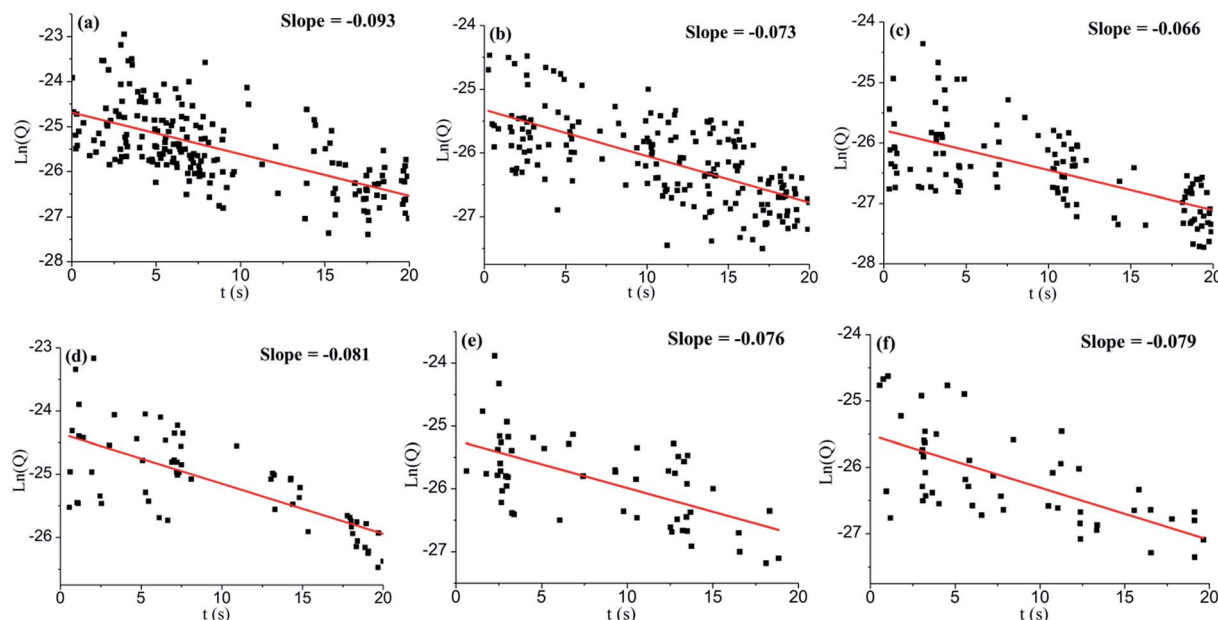 (a) Slope = -0.093
-23
-24
-25
-26
-27
-28
Ln(Q)
0 5 10 15 20
t (s)
(b) Slope = -0.073
-24
-25
-26
-27
Ln(Q)
0 5 10 15 20
t (s)
(c) Slope = -0.066
-24
-25
-26
-27
-28
Ln(Q)
0 5 10 15 20
t (s)
(d) Slope = -0.081
-23
-24
-25
-26
Ln(Q)
0 5 10 15 20
t (s)
(e) Slope = -0.076
-24
-25
-26
-27
Ln(Q)
0 5 10 15 20
t (s)
(f) Slope = -0.079
-24
-25
-26
-27
Ln(Q)
0 5 10 15 20
t (s)